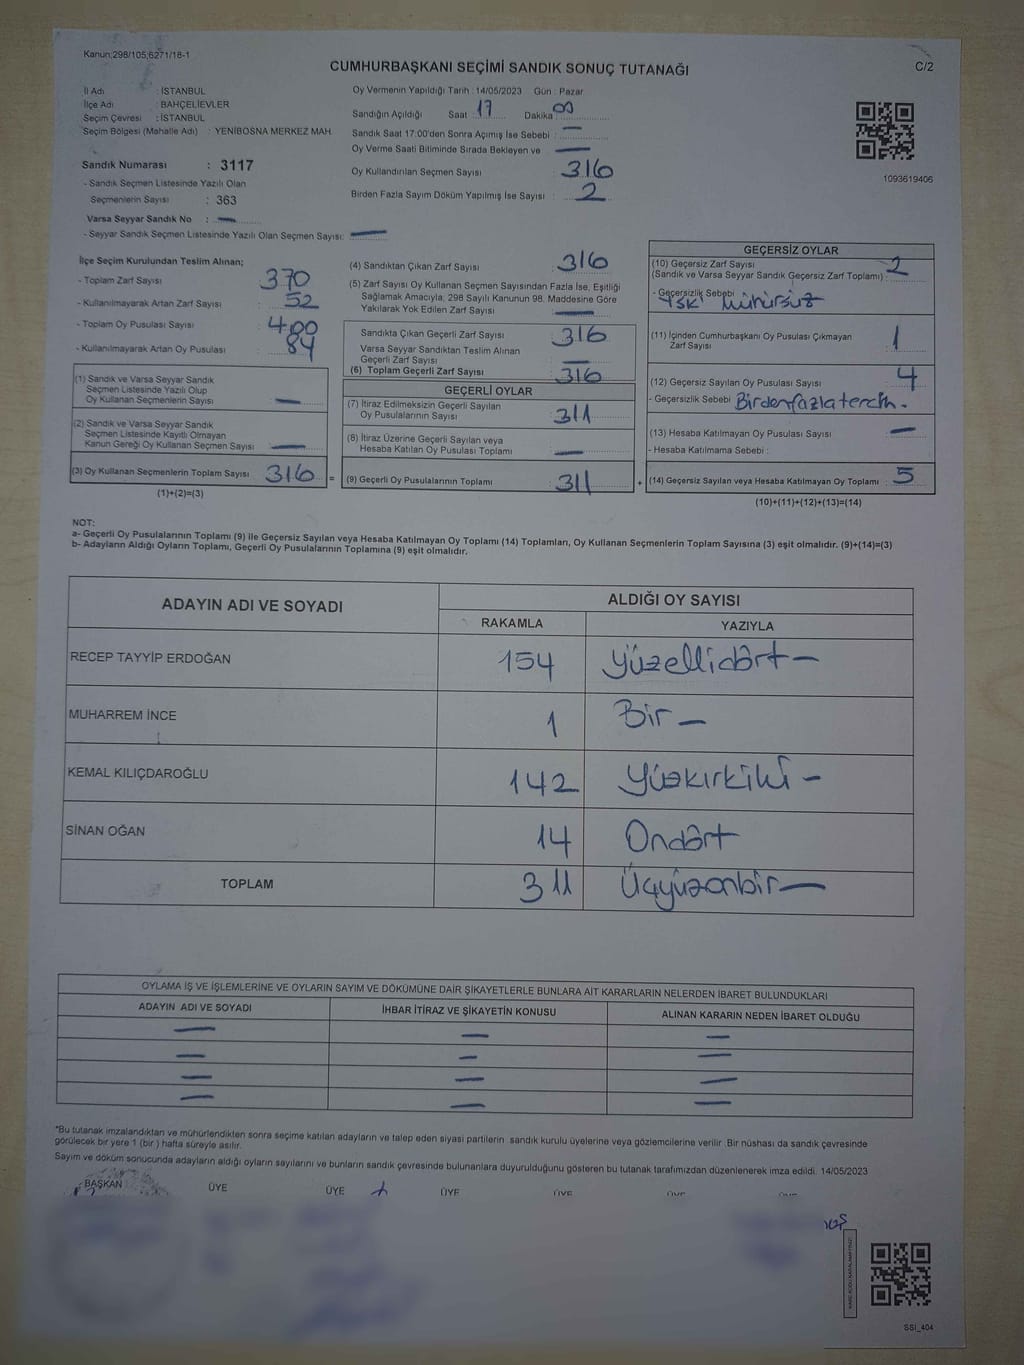 Kanun;298/105;6271/18-1
CUMHURBAŞKANI SEÇİMİ SANDIK SONUÇ TUTANAĞI
C/2
İl Adı : İSTANBUL
İlçe Adı : BAHÇELİEVLER
Seçim Çevresi : İSTANBUL
Seçim Bölgesi (Mahalle Adı) : YENİBOSNA MERKEZ MAH.
Sandık Numarası : 3117
- Sandık Seçmen Listesinde Yazılı Olan
Seçmenlerin Sayısı : 363
Varsa Seyyar Sandık No : —
- Seyyar Sandık Seçmen Listesinde Yazılı Olan Seçmen Sayısı: —
Oy Vermenin Yapıldığı Tarih : 14/05/2023 Gün : Pazar
Sandığın Açıldığı Saat : 17 Dakika : 00
Sandık Saat 17:00'den Sonra Açımış İse Sebebi : —
Oy Verme Saati Bitiminde Sırada Bekleyen ve —
Oy Kullandırılan Seçmen Sayısı : 316
Birden Fazla Sayım Döküm Yapılmış İse Sayısı : 2
1093619406
İlçe Seçim Kurulundan Teslim Alınan;
- Toplam Zarf Sayısı : 370
- Kullanılmayarak Artan Zarf Sayısı : 52
- Toplam Oy Pusulası Sayısı : 400
- Kullanılmayarak Artan Oy Pusulası : 84
(1) Sandık ve Varsa Seyyar Sandık
Seçmen Listesinde Yazılı Olup
Oy Kullanan Seçmenlerin Sayısı : —
(2) Sandık ve Varsa Seyyar Sandık
Seçmen Listesinde Kayıtlı Olmayan
Kanun Gereği Oy Kullanan Seçmen Sayısı : —
(3) Oy Kullanan Seçmenlerin Toplam Sayısı : 316 =
(1)+(2)=(3)
(4) Sandıktan Çıkan Zarf Sayısı : 316
(5) Zarf Sayısı Oy Kullanan Seçmen Sayısından Fazla İse, Eşitliği
Sağlamak Amacıyla; 298 Sayılı Kanunun 98. Maddesine Göre
Yakılarak Yok Edilen Zarf Sayısı : —
Sandıkta Çıkan Geçerli Zarf Sayısı : 316
Varsa Seyyar Sandıktan Teslim Alınan
Geçerli Zarf Sayısı : —
(6) Toplam Geçerli Zarf Sayısı : 316
GEÇERLİ OYLAR
(7) İtiraz Edilmeksizin Geçerli Sayılan
Oy Pusulalarının Sayısı : 311
(8) İtiraz Üzerine Geçerli Sayılan veya
Hesaba Katılan Oy Pusulası Toplamı : —
(9) Geçerli Oy Pusulalarının Toplamı : 311 +
GEÇERSİZ OYLAR
(10) Geçersiz Zarf Sayısı
(Sandık ve Varsa Seyyar Sandık Geçersiz Zarf Toplamı) : 2
- Geçersizlik Sebebi : YSK Mühürsüz
(11) İçinden Cumhurbaşkanı Oy Pusulası Çıkmayan
Zarf Sayısı : 1
(12) Geçersiz Sayılan Oy Pusulası Sayısı : 4
- Geçersizlik Sebebi : Birden fazla tercih.
(13) Hesaba Katılmayan Oy Pusulası Sayısı : —
- Hesaba Katılmama Sebebi :
(14) Geçersiz Sayılan veya Hesaba Katılmayan Oy Toplamı : 5
(10)+(11)+(12)+(13)=(14)
NOT:
a- Geçerli Oy Pusulalarının Toplamı (9) ile Geçersiz Sayılan veya Hesaba Katılmayan Oy Toplamı (14) Toplamları, Oy Kullanan Seçmenlerin Toplam Sayısına (3) eşit olmalıdır. (9)+(14)=(3)
b- Adayların Aldığı Oyların Toplamı, Geçerli Oy Pusulalarının Toplamına (9) eşit olmalıdır.
ADAYIN ADI VE SOYADI
ALDIĞI OY SAYISI
RAKAMLA YAZIYLA
RECEP TAYYİP ERDOĞAN 154 Yüzellidört—
MUHARREM İNCE 1 Bir —
KEMAL KILIÇDAROĞLU 142 Yüzkırkiki —
SİNAN OĞAN 14 Ondört
TOPLAM 311 Üçyüzonbir—
OYLAMA İŞ VE İŞLEMLERİNE VE OYLARIN SAYIM VE DÖKÜMÜNE DAİR ŞİKAYETLERLE BUNLARA AİT KARARLARIN NELERDEN İBARET BULUNDUKLARI
ADAYIN ADI VE SOYADI İHBAR İTİRAZ VE ŞİKAYETİN KONUSU ALINAN KARARIN NEDEN İBARET OLDUĞU
— — —
— — —
— — —
— — —
*Bu tutanak imzalandıktan ve mühürlendikten sonra seçime katılan adayların ve talep eden siyasi partilerin sandık kurulu üyelerine veya gözlemcilerine verilir .Bir nüshası da sandık çevresinde
görülecek bir yere 1 (bir ) hafta süreyle asılır.
Sayım ve döküm sonucunda adayların aldığı oyların sayılarını ve bunların sandık çevresinde bulunanlara duyurulduğunu gösteren bu tutanak tarafımızdan düzenlenerek imza edildi. 14/05/2023
BAŞKAN ÜYE ÜYE ÜYE ÜYE ÜYE ÜYE
SSI_404